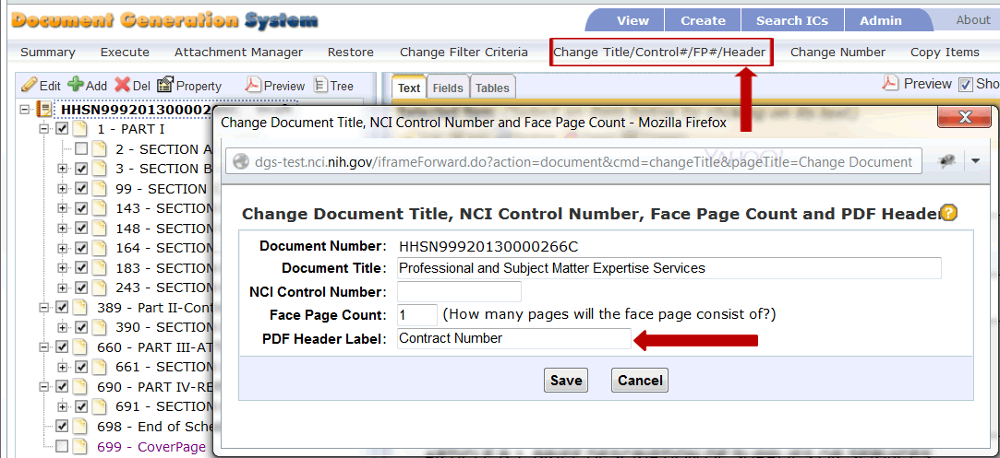 Document Generation System
View Create Search ICs Admin About
Summary Execute Attachment Manager Restore Change Filter Criteria Change Title/Control#/FP#/Header Change Number Copy Items
Edit Add Del Property Preview Tree
Text Fields Tables
Preview Sho
HHSN9992013000026
1 - PART I
2 - SECTION A
3 - SECTION B
99 - SECTION
143 - SECTION
148 - SECTION
164 - SECTION
183 - SECTION
243 - SECTION
389 - Part II-Cont
390 - SECTION
660 - PART III-AT
661 - SECTION
690 - PART IV-RE
691 - SECTION
698 - End of Sche
699 - CoverPage
Change Document Title, NCI Control Number and Face Page Count - Mozilla Firefox
X
YAHOO!
dgs-test.nci.nih.gov/iframeForward.do?action=document&cmd=changeTitle&pageTitle=Change Document
Change Document Title, NCI Control Number, Face Page Count and PDF Header
?
Document Number: HHSN99920130000266C
Document Title: Professional and Subject Matter Expertise Services
NCI Control Number:
Face Page Count: 1 (How many pages will the face page consist of?)
PDF Header Label: Contract Number
Save Cancel